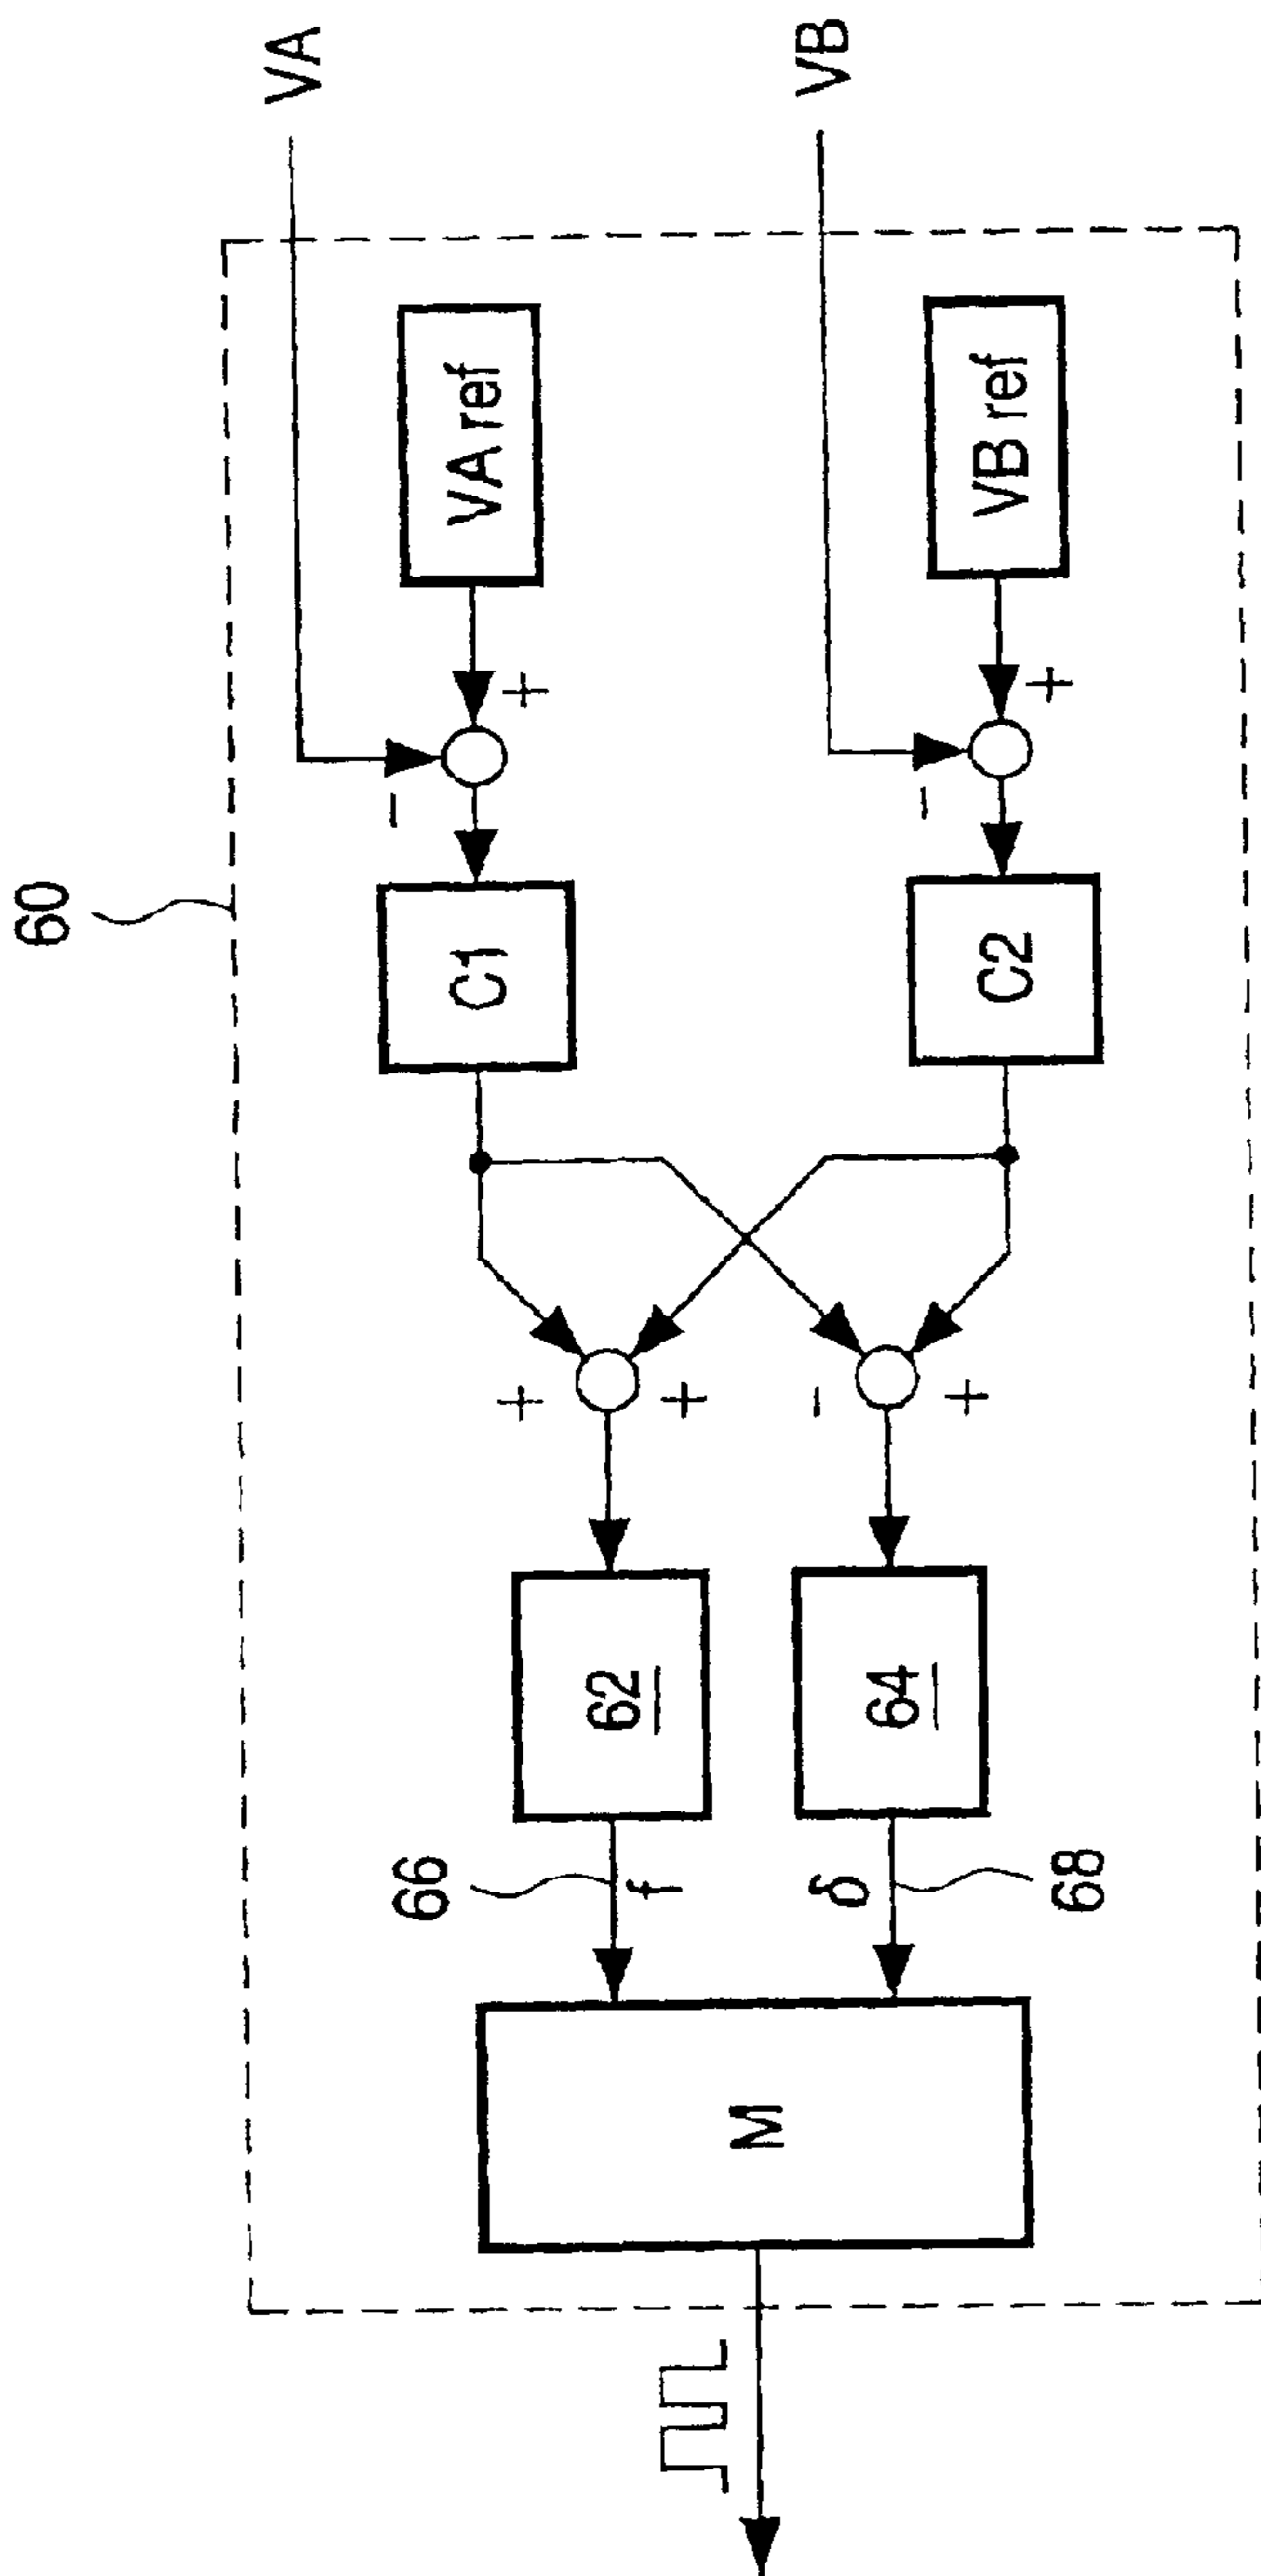 60
VA
VB
VA ref
VB ref
+
-
+
-
C1
C2
+
+
-
+
62
64
66
f
δ
68
M